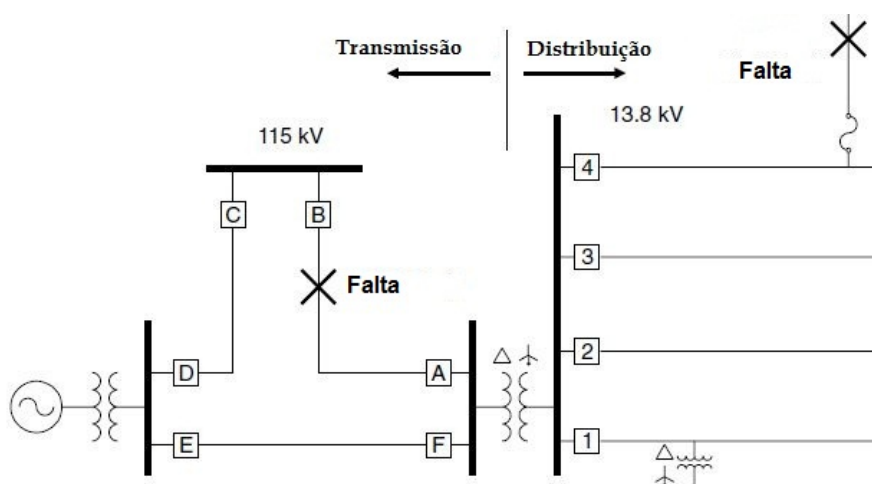 Transmissão
Distribuição
Falta
13.8 kV
115 kV
4
C
B
3
Falta
D
A
2
E
F
1